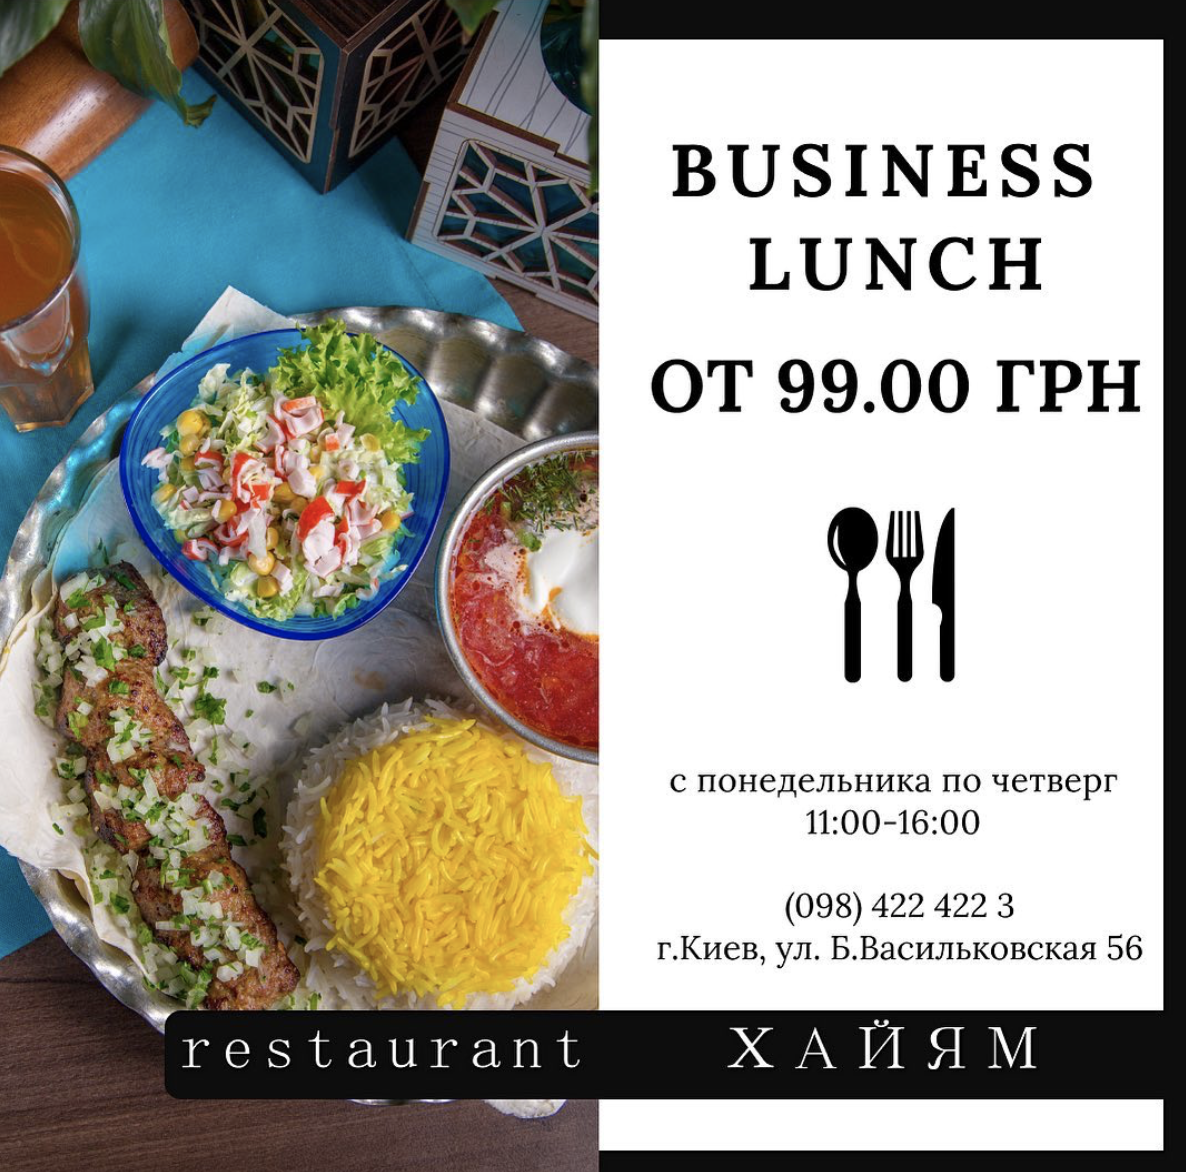 BUSINESS
LUNCH
ОТ 99.00 ГРН
с понедельника по четверг
11:00-16:00
(098) 422 422 3
г.Киев, ул. Б.Васильковская 56
restaurant ХАЙЯМ